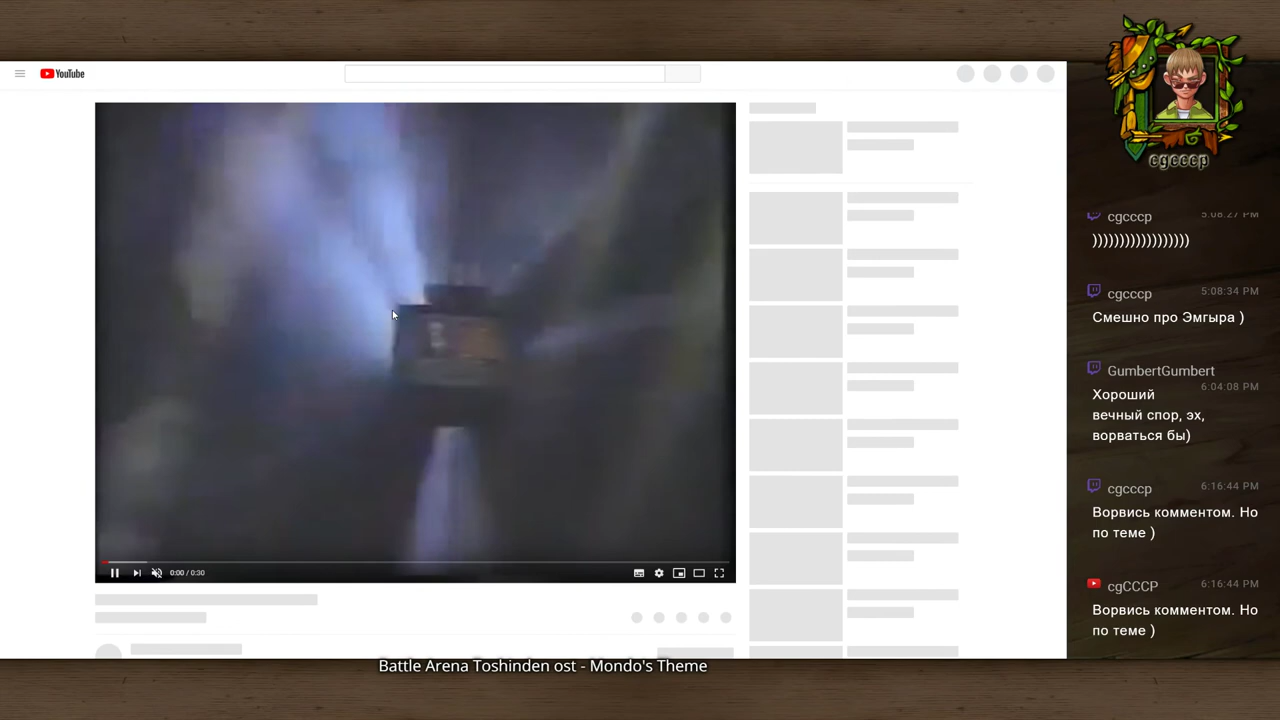 YouTube
0:00 / 0:30
Battle Arena Toshinden ost - Mondo's Theme
cgcccp
cgcccp 5:08:27 PM
))))))))))))))))))
cgcccp 5:08:34 PM
Смешно про Эмгыра )
GumbertGumbert
6:04:08 PM
Хороший
вечный спор, эх,
ворваться бы)
cgcccp 6:16:44 PM
Ворвись комментом. Но
по теме )
cgCCCP 6:16:44 PM
Ворвись комментом. Но
по теме )